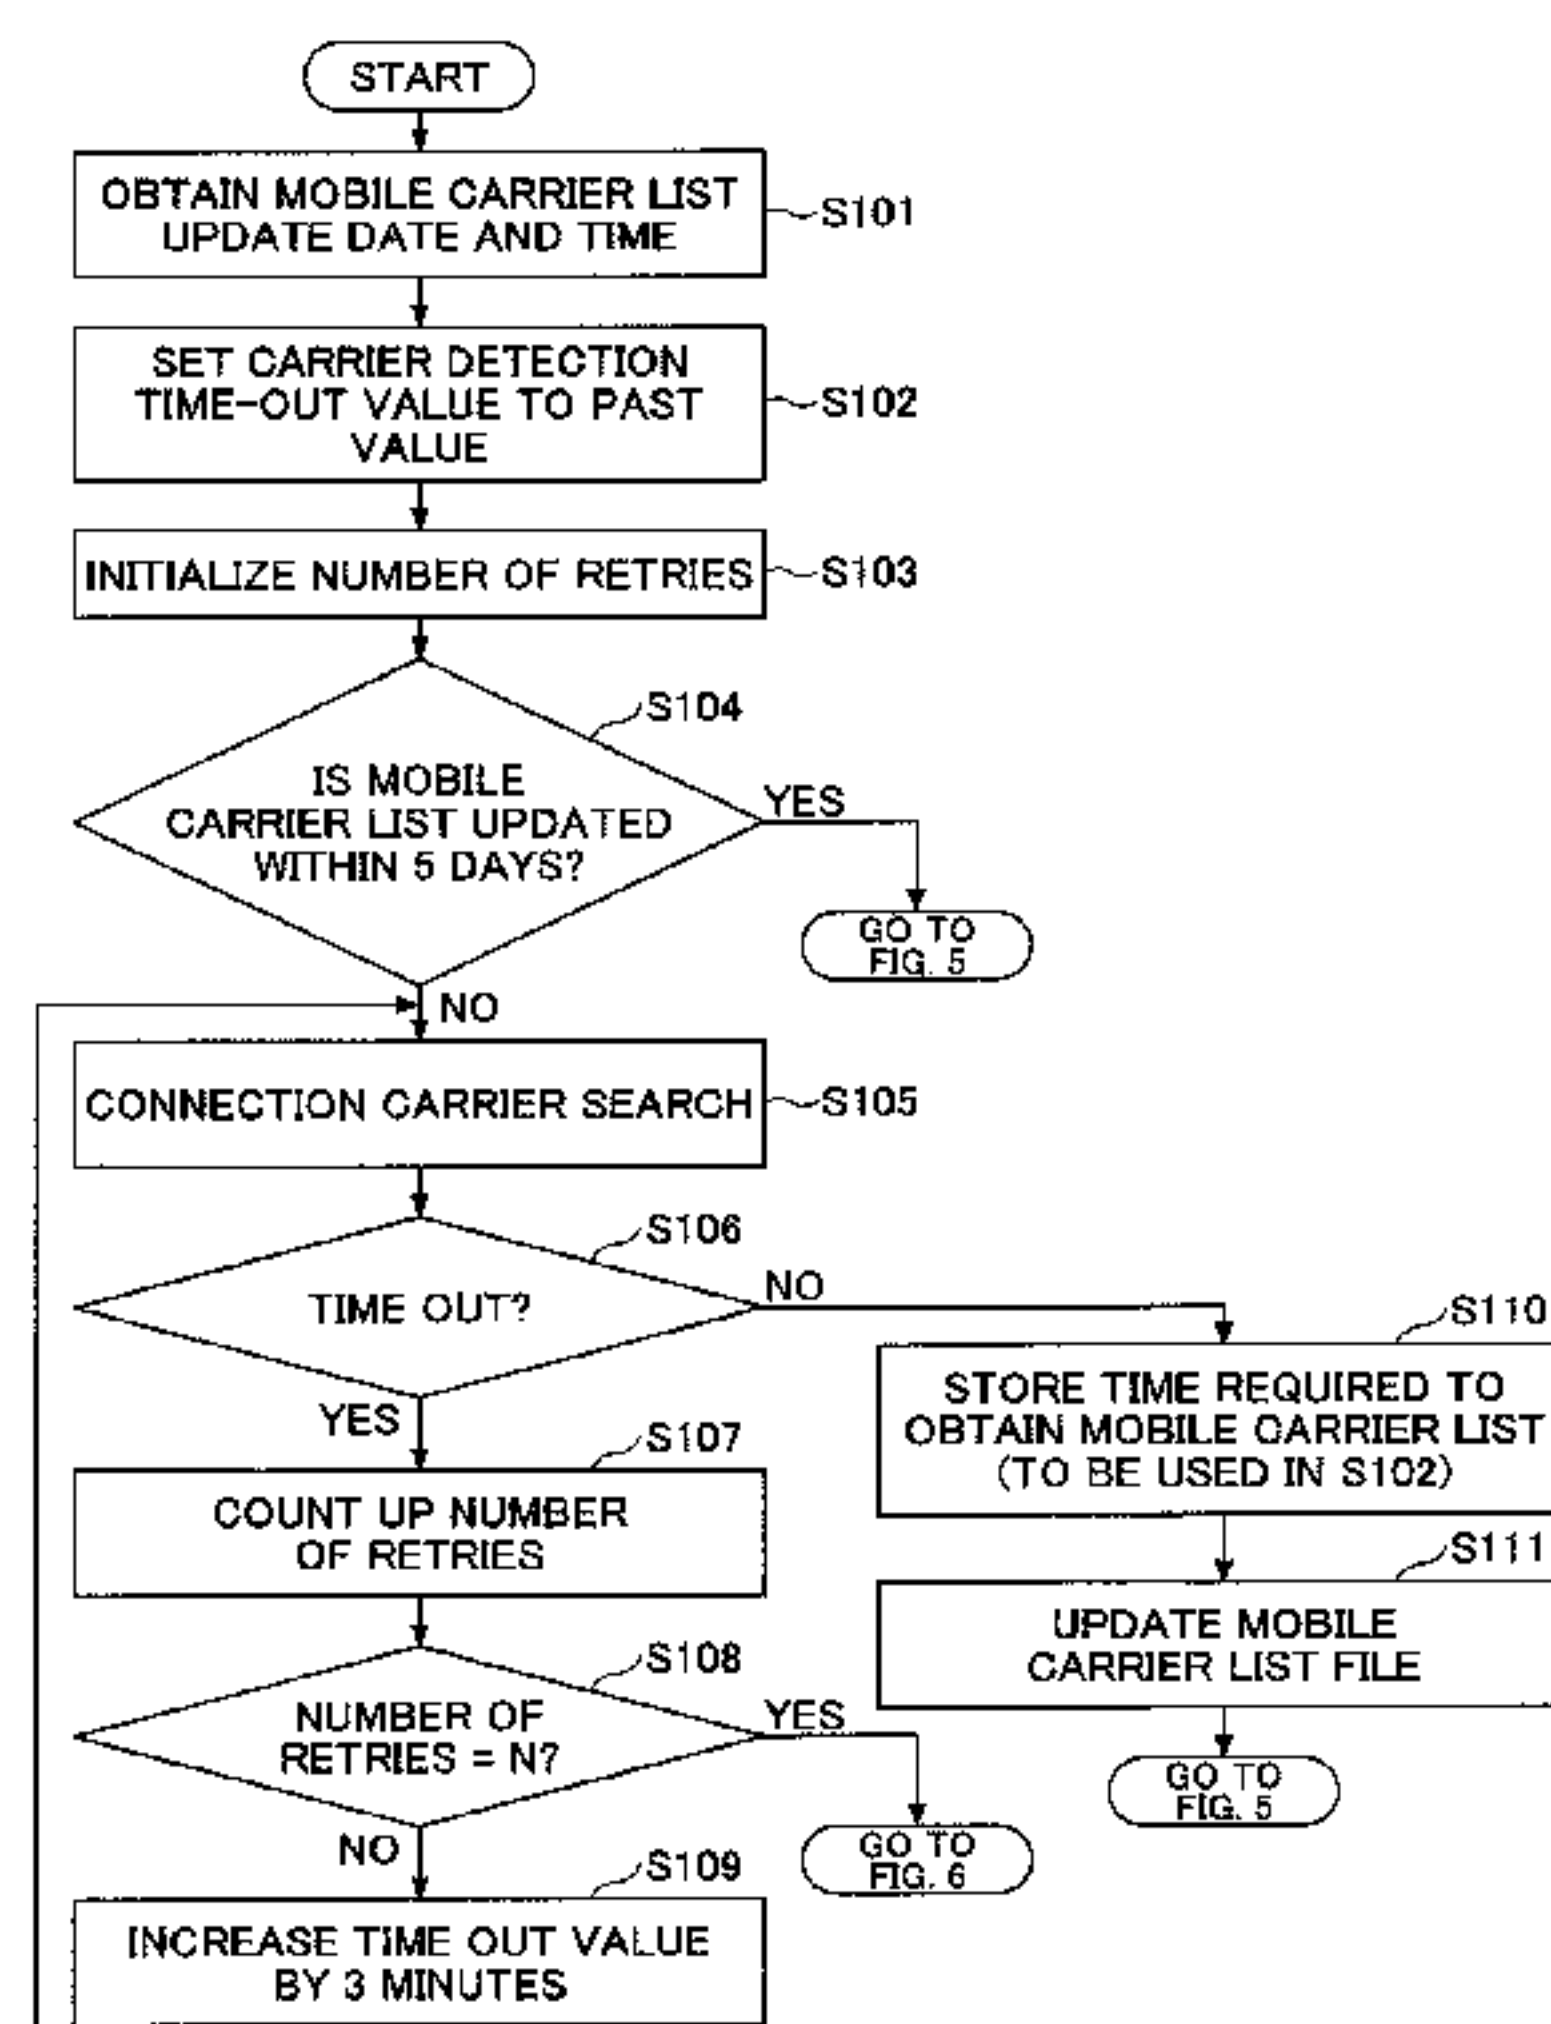 START
OBTAIN MOBILE CARRIER LIST
UPDATE DATE AND TIME
S101
SET CARRIER DETECTION
TIME-OUT VALUE TO PAST
VALUE
S102
INITIALIZE NUMBER OF RETRIES
S103
S104
IS MOBILE
CARRIER LIST UPDATED
WITHIN 5 DAYS?
YES
GO TO
FIG. 5
NO
CONNECTION CARRIER SEARCH
S105
S106
TIME OUT?
NO
YES
S110
STORE TIME REQUIRED TO
OBTAIN MOBILE CARRIER LIST
(TO BE USED IN S102)
S107
COUNT UP NUMBER
OF RETRIES
S111
UPDATE MOBILE
CARRIER LIST FILE
GO TO
FIG. 5
S108
NUMBER OF
RETRIES = N?
YES
GO TO
FIG. 6
NO
S109
INCREASE TIME OUT VALUE
BY 3 MINUTES